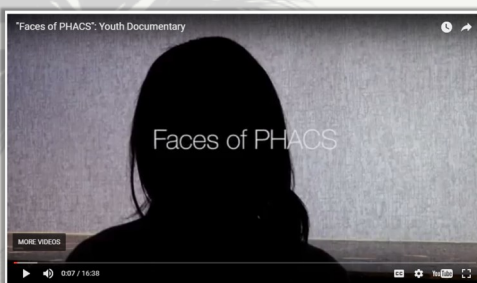 "Faces of PHACS": Youth Documentary
Faces of PHACS
MORE VIDEOS
0:07 / 16:38
CC
YouTube